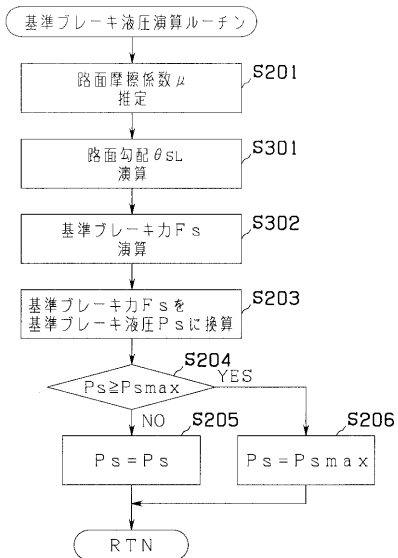 基準ブレーキ液圧演算ルーチン
路面摩擦係数μ
推定
S201
路面勾配θSL
演算
S301
基準ブレーキ力Fs
演算
S302
基準ブレーキ力Fsを
基準ブレーキ液圧Psに換算
S203
Ps≧Psmax
S204
YES
NO
S205
Ps=Ps
S206
Ps=Psmax
RTN